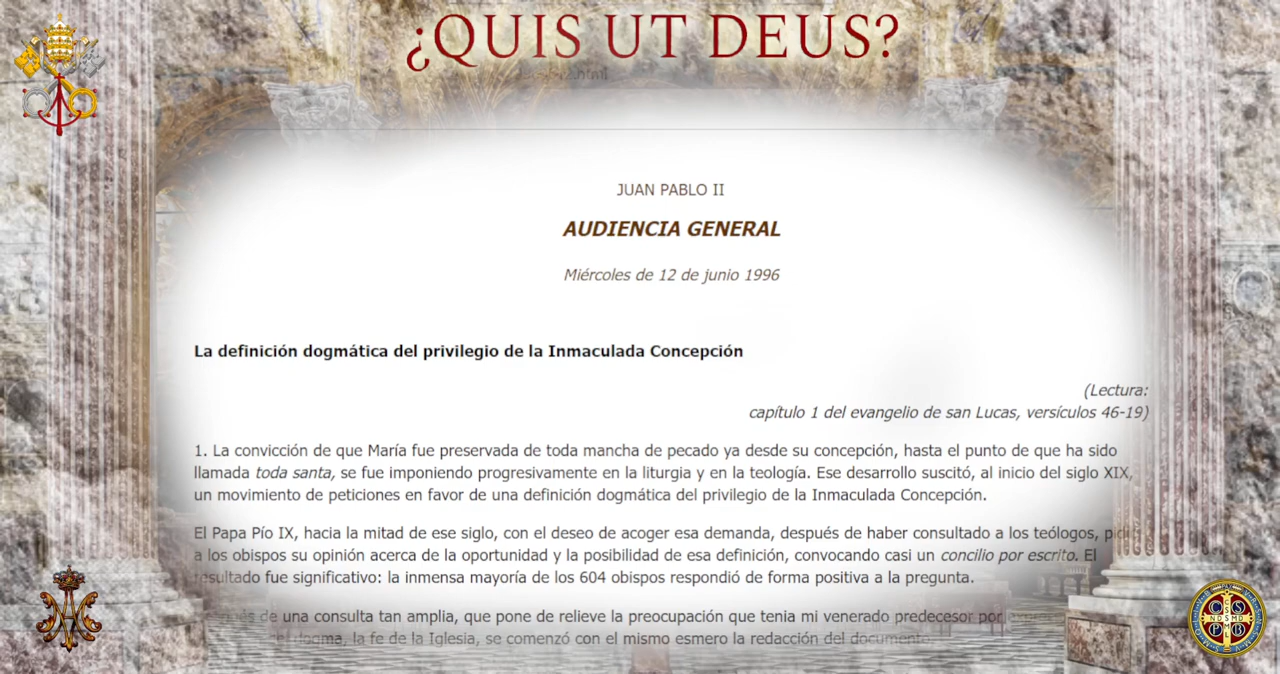 ¿QUIS UT DEUS?
JUAN PABLO II
AUDIENCIA GENERAL
Miércoles de 12 de junio 1996
La definición dogmática del privilegio de la Inmaculada Concepción
(Lectura:
capítulo 1 del evangelio de san Lucas, versículos 46-19)
1. La convicción de que María fue preservada de toda mancha de pecado ya desde su concepción, hasta el punto de que ha sido
llamada toda santa, se fue imponiendo progresivamente en la liturgia y en la teología. Ese desarrollo suscitó, al inicio del siglo XIX,
un movimiento de peticiones en favor de una definición dogmática del privilegio de la Inmaculada Concepción.
El Papa Pío IX, hacia la mitad de ese siglo, con el deseo de acoger esa demanda, después de haber consultado a los teólogos,
a los obispos su opinión acerca de la oportunidad y la posibilidad de esa definición, convocando casi un concilio por escrito. El
resultado fue significativo: la inmensa mayoría de los 604 obispos respondió de forma positiva a la pregunta.
de una consulta tan amplia, que pone de relieve la preocupación que tenia mi venerado predecesor por
dogma, la fe de la Iglesia, se comenzó con el mismo esmero la redacción del documento